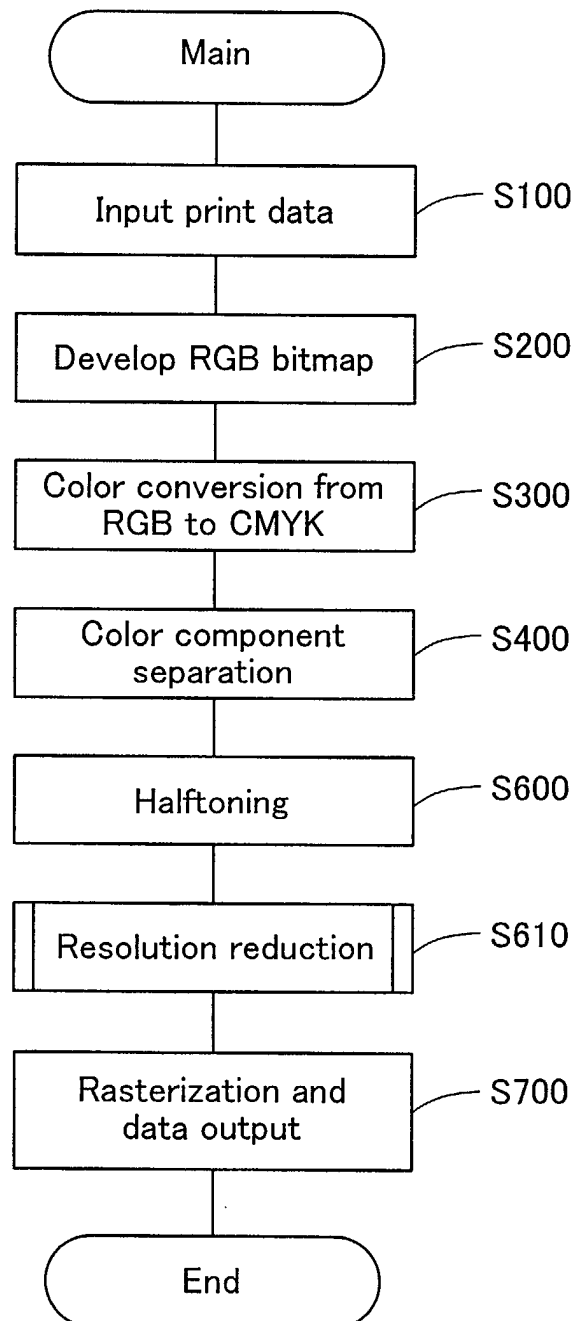 Main
Input print data
S100
Develop RGB bitmap
S200
Color conversion from
RGB to CMYK
S300
Color component
separation
S400
Halftoning
S600
Resolution reduction
S610
Rasterization and
data output
S700
End